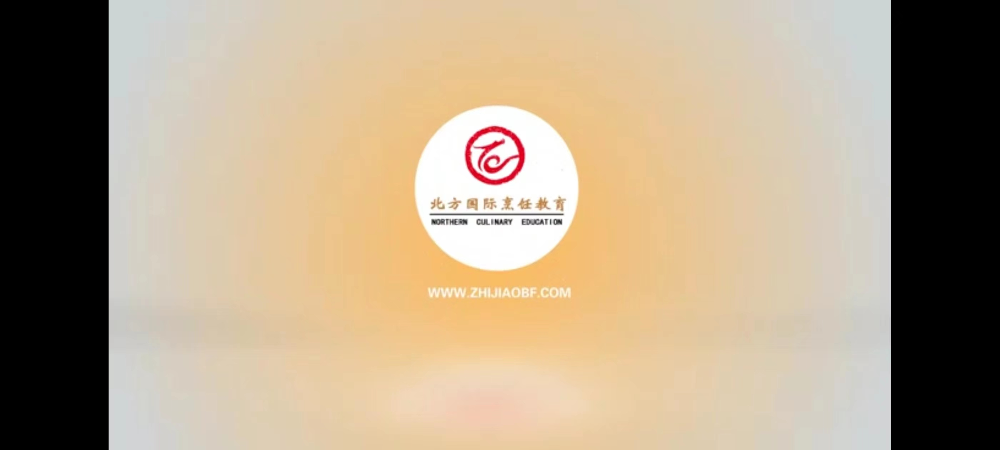 北方国际烹饪教育
NORTHERN CULINARY EDUCATION
WWW.ZHIJIAOBF.COM